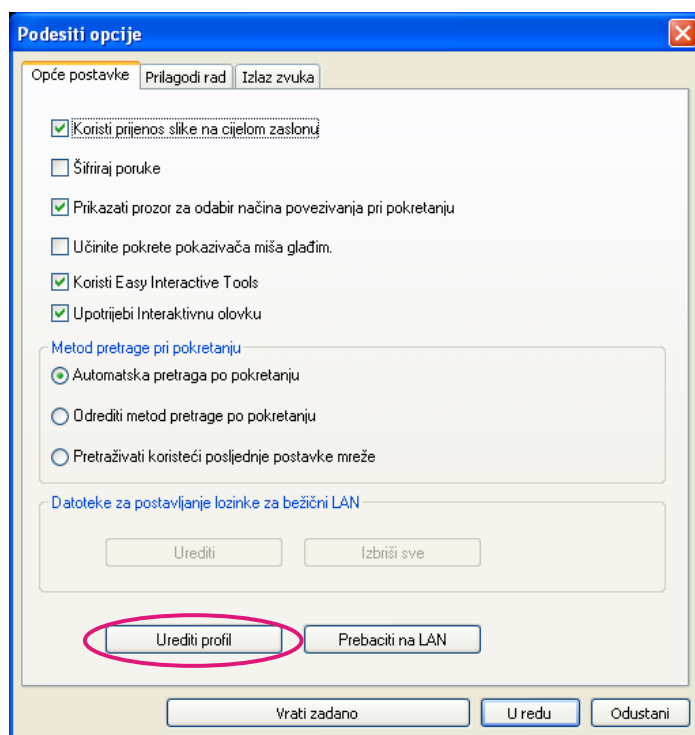 Podesiti opcije
Opće postavke
Prilagodi rad
Izlaz zvuka
Koristi prijenos slike na cijelom zaslonu
Šifriraj poruke
Prikazati prozor za odabir načina povezivanja pri pokretanju
Učinite pokrete pokazivača miša glađim.
Koristi Easy Interactive Tools
Upotrijebi Interaktivnu olovku
Metod pretrage pri pokretanju
Automatska pretraga po pokretanju
Odrediti metod pretrage po pokretanju
Pretraživati koristeći posljednje postavke mreže
Datoteke za postavljanje lozinke za bežični LAN
Urediti
Izbriši sve
Urediti profil
Prebaciti na LAN
Vrati zadano
U redu
Odustani